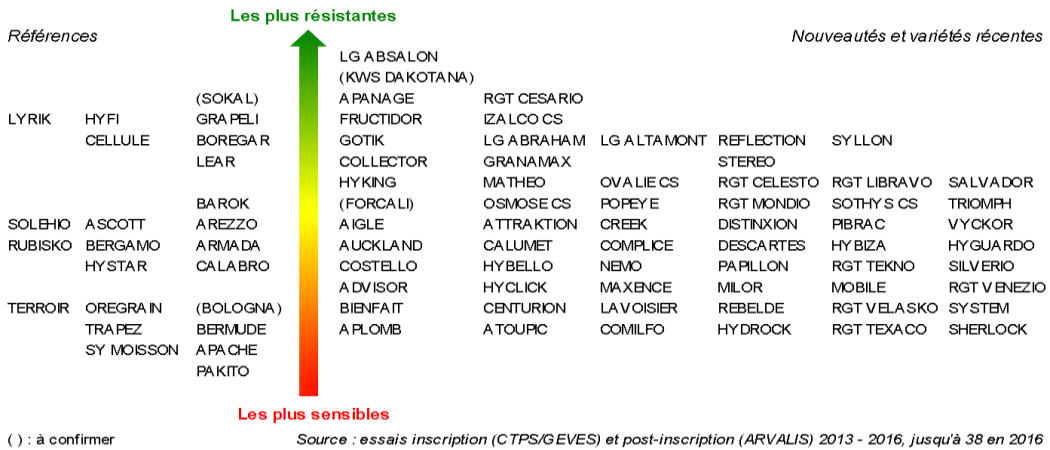 Les plus résistantes
Références Nouveautés et variétés récentes
LG ABSALON
(KWS DAKOTANA)
(SOKAL) APANAGE RGT CESARIO
LYRIK HYFI GRAPELI FRUCTIDOR IZALCO CS
CELLULE BOREGAR GOTIK LG ABRAHAM LG ALTAMONT REFLECTION SYLLON
LEAR COLLECTOR GRANAMAX STEREO
HYKING MATHEO OVALIE CS RGT CELESTO RGT LIBRAVO SALVADOR
BAROK (FORCALI) OSMOSE CS POPEYE RGT MONDIO SOTHYS CS TRIOMPH
SOLEHIO ASCOTT AREZZO AIGLE ATTRAKTION CREEK DISTINXION PIBRAC VYCKOR
RUBISKO BERGAMO ARMADA AUCKLAND CALUMET COMPLICE DESCARTES HYBIZA HYGUARDO
HYSTAR CALABRO COSTELLO HYBELLO NEMO PAPILLON RGT TEKNO SILVERIO
ADVISOR HYCLICK MAXENCE MILOR MOBILE RGT VENEZIO
TERROIR OREGRAIN (BOLOGNA) BIENFAIT CENTURION LAVOISIER REBELDE RGT VELASKO SYSTEM
TRAPEZ BERMUDE APLOMB ATOUPIC COMILFO HYDROCK RGT TEXACO SHERLOCK
SY MOISSON APACHE
PAKITO
Les plus sensibles
( ) : à confirmer Source : essais inscription (CTPS/GEVES) et post-inscription (ARVALIS) 2013 - 2016, jusqu'à 38 en 2016